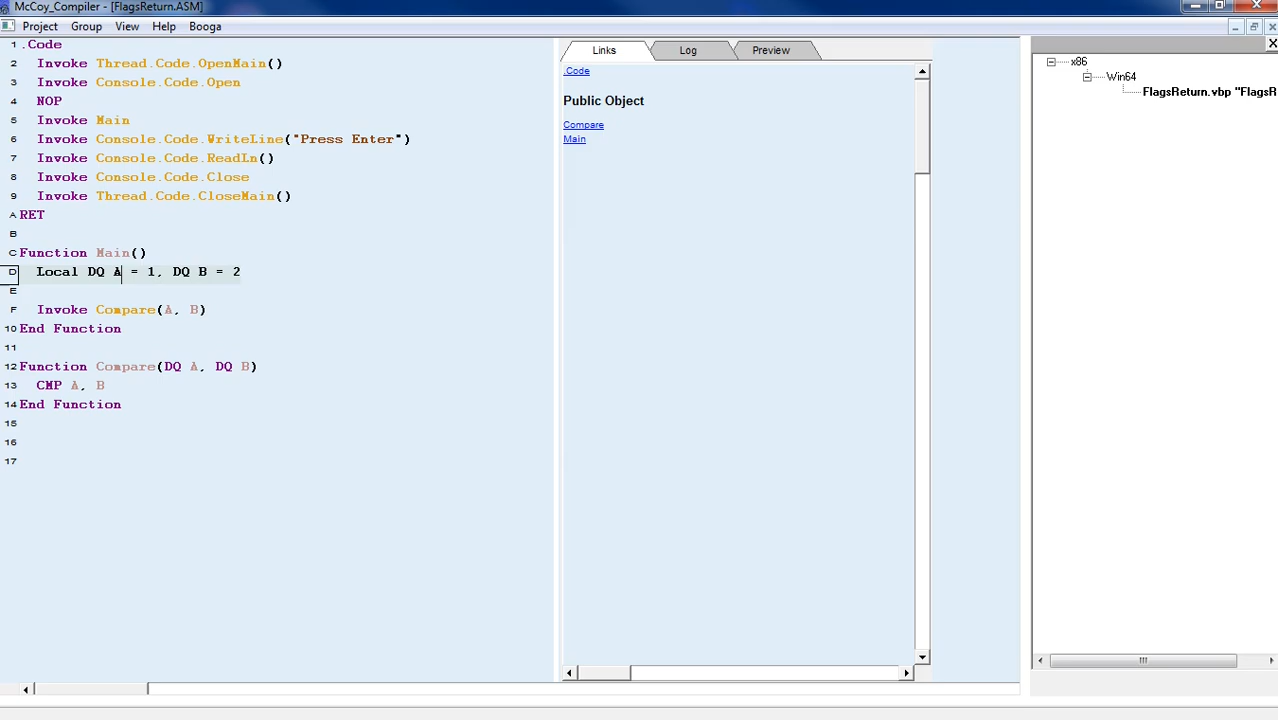 McCoy_Compiler - [FlagsReturn.ASM]
Project Group View Help Booga
1 .Code
2 Invoke Thread.Code.OpenMain()
3 Invoke Console.Code.Open
4 NOP
5 Invoke Main
6 Invoke Console.Code.WriteLine("Press Enter")
7 Invoke Console.Code.ReadLn()
8 Invoke Console.Code.Close
9 Invoke Thread.Code.CloseMain()
A RET
B
C Function Main()
D Local DQ A = 1, DQ B = 2
E
F Invoke Compare(A, B)
10 End Function
11
12 Function Compare(DQ A, DQ B)
13 CMP A, B
14 End Function
15
16
17
Links Log Preview
.Code
Public Object
Compare
Main
x86
Win64
FlagsReturn.vbp "FlagsR